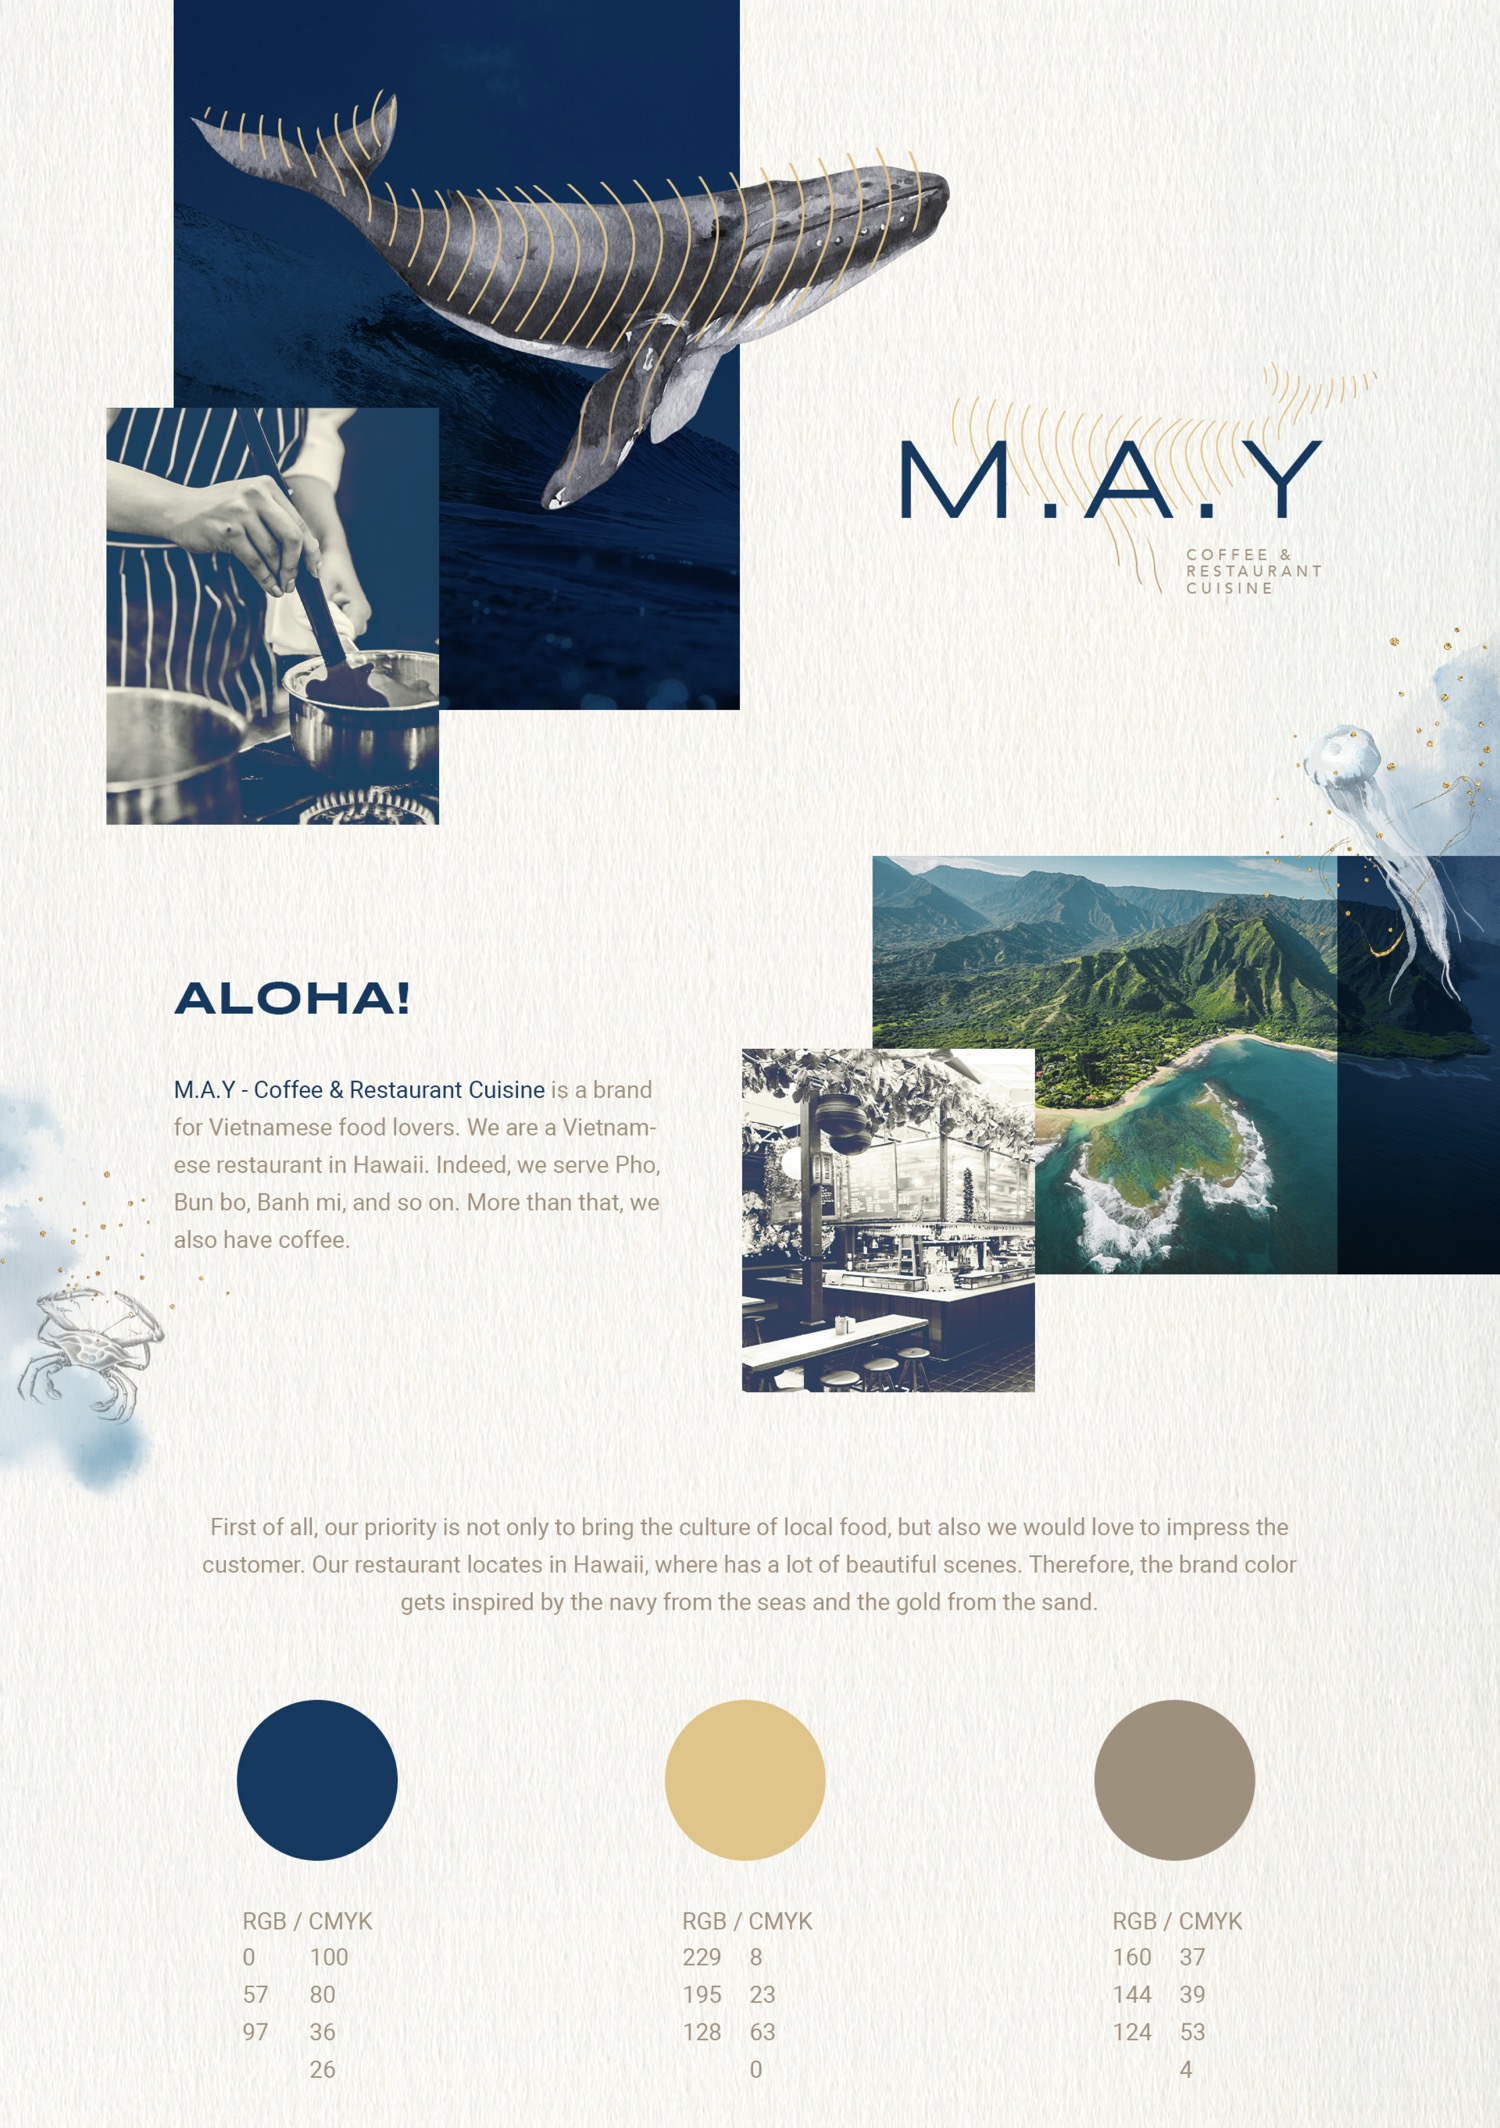 M.A.Y
COFFEE &
RESTAURANT
CUISINE
ALOHA!
M.A.Y - Coffee & Restaurant Cuisine is a brand
for Vietnamese food lovers. We are a Vietnam-
ese restaurant in Hawaii. Indeed, we serve Pho,
Bun bo, Banh mi, and so on. More than that, we
also have coffee.
First of all, our priority is not only to bring the culture of local food, but also we would love to impress the
customer. Our restaurant locates in Hawaii, where has a lot of beautiful scenes. Therefore, the brand color
gets inspired by the navy from the seas and the gold from the sand.
RGB / CMYK
0 100
57 80
97 36
26
RGB / CMYK
229 8
195 23
128 63
0
RGB / CMYK
160 37
144 39
124 53
4